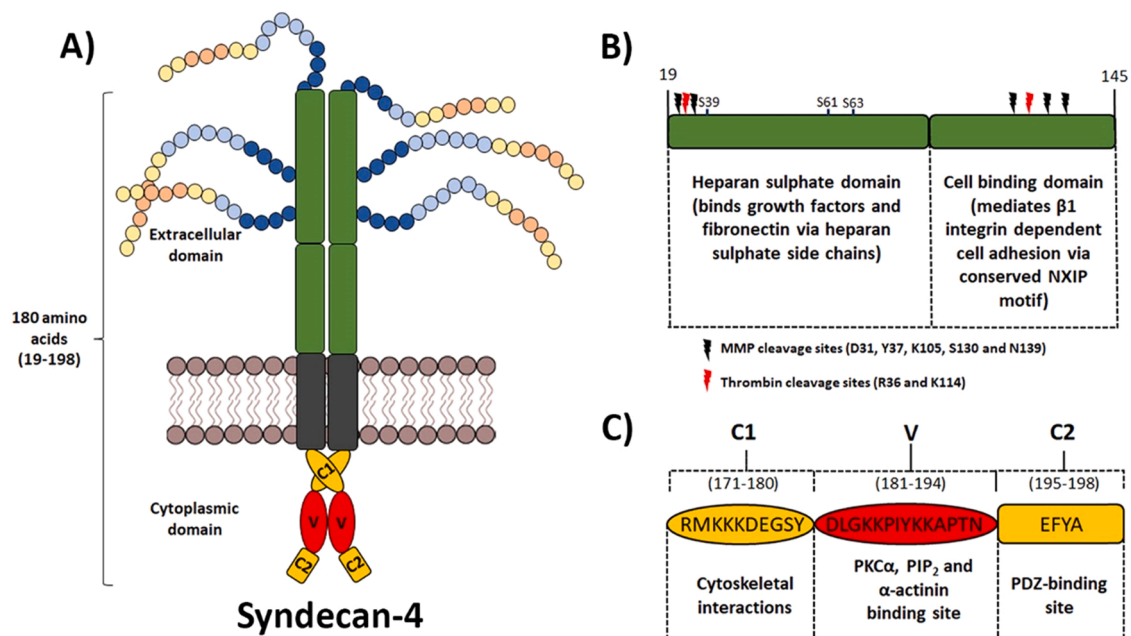 A)
Extracellular
domain
180 amino
acids
(19-198)
Cytoplasmic
domain
C1
V V
C2 C2
Syndecan-4
B)
19 145
S39 S61 S63
Heparan sulphate domain
(binds growth factors and
fibronectin via heparan
sulphate side chains)
Cell binding domain
(mediates β1
integrin dependent
cell adhesion via
conserved NXIP
motif)
MMP cleavage sites (D31, Y37, K105, S130 and N139)
Thrombin cleavage sites (R36 and K114)
C)
C1 V C2
(171-180) (181-194) (195-198)
RMKKKDEGSY DLGKKPIYKKAPTN EFYA
Cytoskeletal
interactions
PKCα, PIP₂ and
α-actinin
binding site
PDZ-binding
site